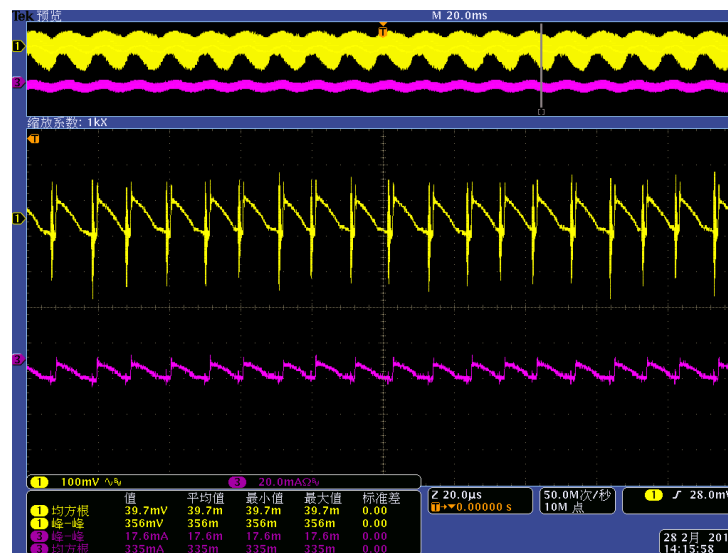 Tek 预览
M 20.0ms
T
1
3
缩放系数: 1kX
T
1
3
1 100mV
3 20.0mAΩ
值 平均值 最小值 最大值 标准差
1 均方根 39.7mV 39.7m 39.7m 39.7m 0.00
1 峰-峰 356mV 356m 356m 356m 0.00
3 峰-峰 17.6mA 17.6m 17.6m 17.6m 0.00
3 均方根 335mA 335m 335m 335m 0.00
Z 20.0µs
T→▼0.00000 s
50.0M次/秒
10M 点
1 28.0mV
28 2月 201
14:15:58